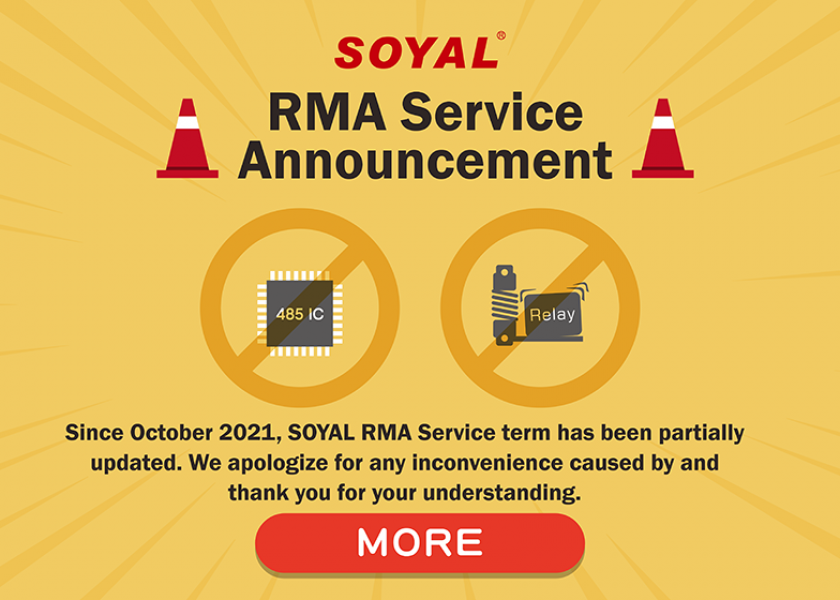 SOYAL®
RMA Service
Announcement
485 IC
Relay
Since October 2021, SOYAL RMA Service term has been partially
updated. We apologize for any inconvenience caused by and
thank you for your understanding.
MORE